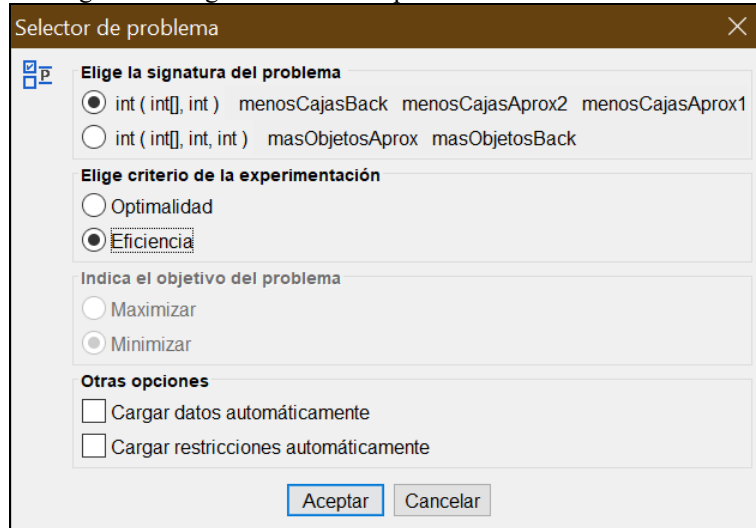 Selector de problema
P
Elige la signatura del problema
int ( int[], int )    menosCajasBack   menosCajasAprox2   menosCajasAprox1
int ( int[], int, int )    masObjetosAprox   masObjetosBack
Elige criterio de la experimentación
Optimalidad
Eficiencia
Indica el objetivo del problema
Maximizar
Minimizar
Otras opciones
Cargar datos automáticamente
Cargar restricciones automáticamente
Aceptar   Cancelar